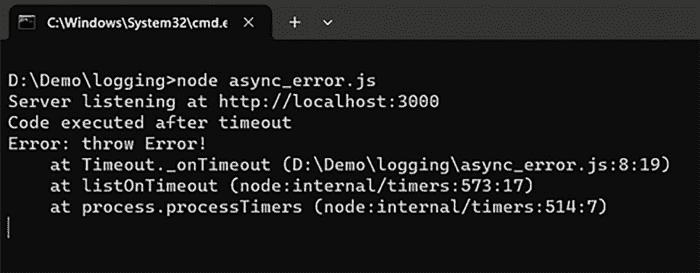 C:\Windows\System32\cmd.e
D:\Demo\logging>node async_error.js
Server listening at http://localhost:3000
Code executed after timeout
Error: throw Error!
    at Timeout._onTimeout (D:\Demo\logging\async_error.js:8:19)
    at listOnTimeout (node:internal/timers:573:17)
    at process.processTimers (node:internal/timers:514:7)